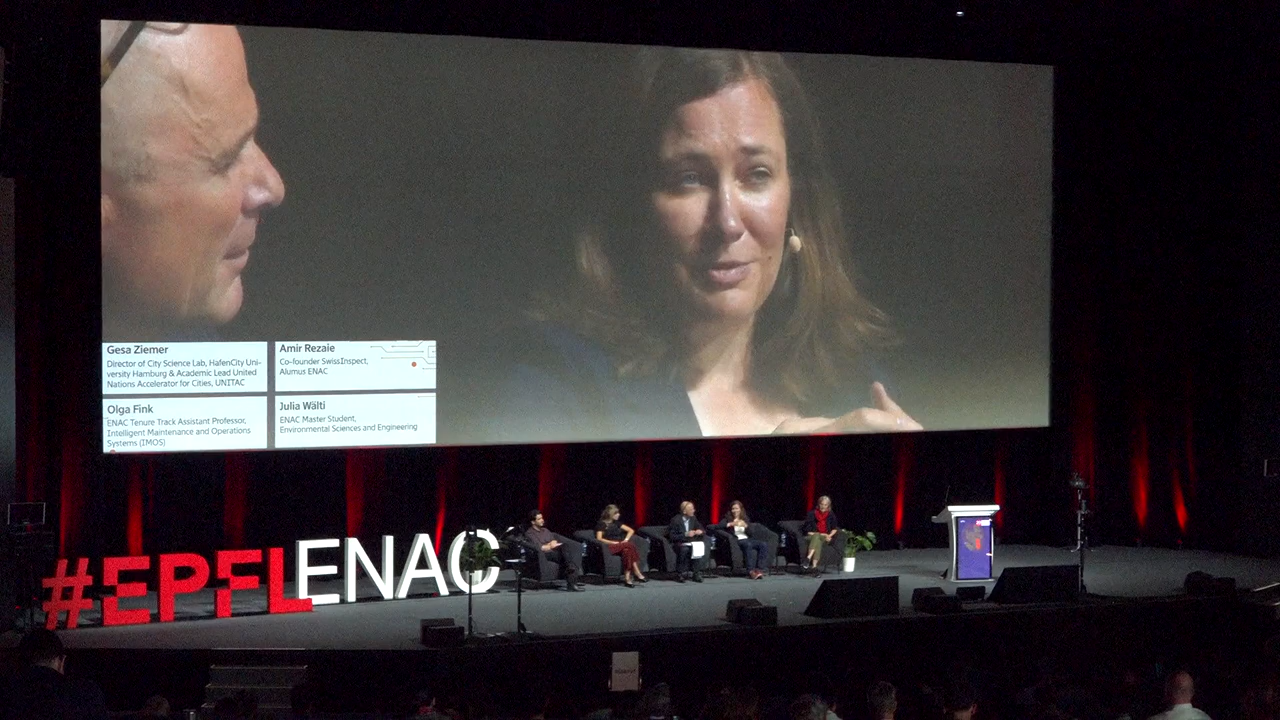 Gesa Ziemer
Director of City Science Lab, HafenCity Uni-
versity Hamburg & Academic Lead United
Nations Accelerator for Cities, UNITAC
Amir Rezaie
Co-founder SwissInspect,
Alumus ENAC
Olga Fink
ENAC Tenure Track Assistant Professor,
Intelligent Maintenance and Operations
Systems (IMOS)
Julia Wälti
ENAC Master Student,
Environmental Sciences and Engineering
#EPFLENAC